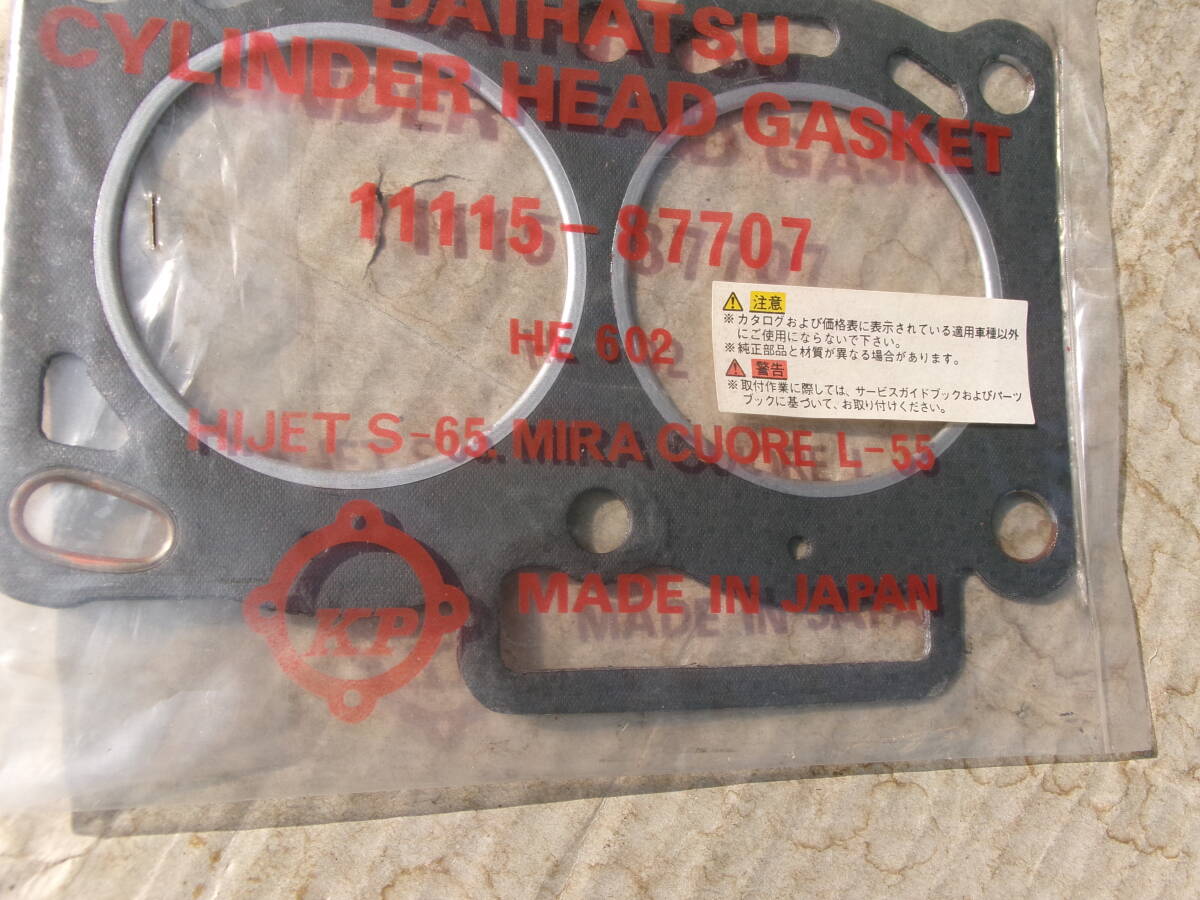 DAIHATSU
CYLINDER HEAD GASKET
11115-87707
HE 602
HIJET S-65. MIRA CUORE L-55
注意
※カタログおよび価格表に表示されている適用車種以外
にご使用にならないで下さい。
※純正部品と材質が異なる場合があります。
警告
※取付作業に際しては、サービスガイドブックおよびパーツ
ブックに基づいて、お取り付けください。
MADE IN JAPAN
KP